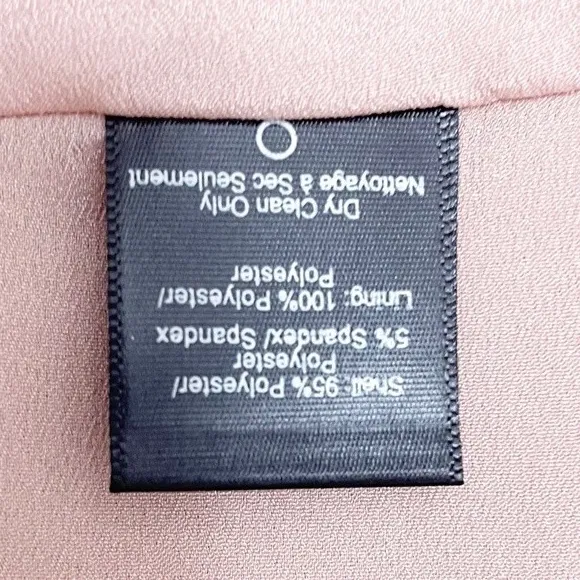 Shell: 95% Polyester/
Polyester
5% Spandex/ Spandex
Lining: 100% Polyester/
Polyester
Dry Clean Only
Nettoyage à Sec Seulement